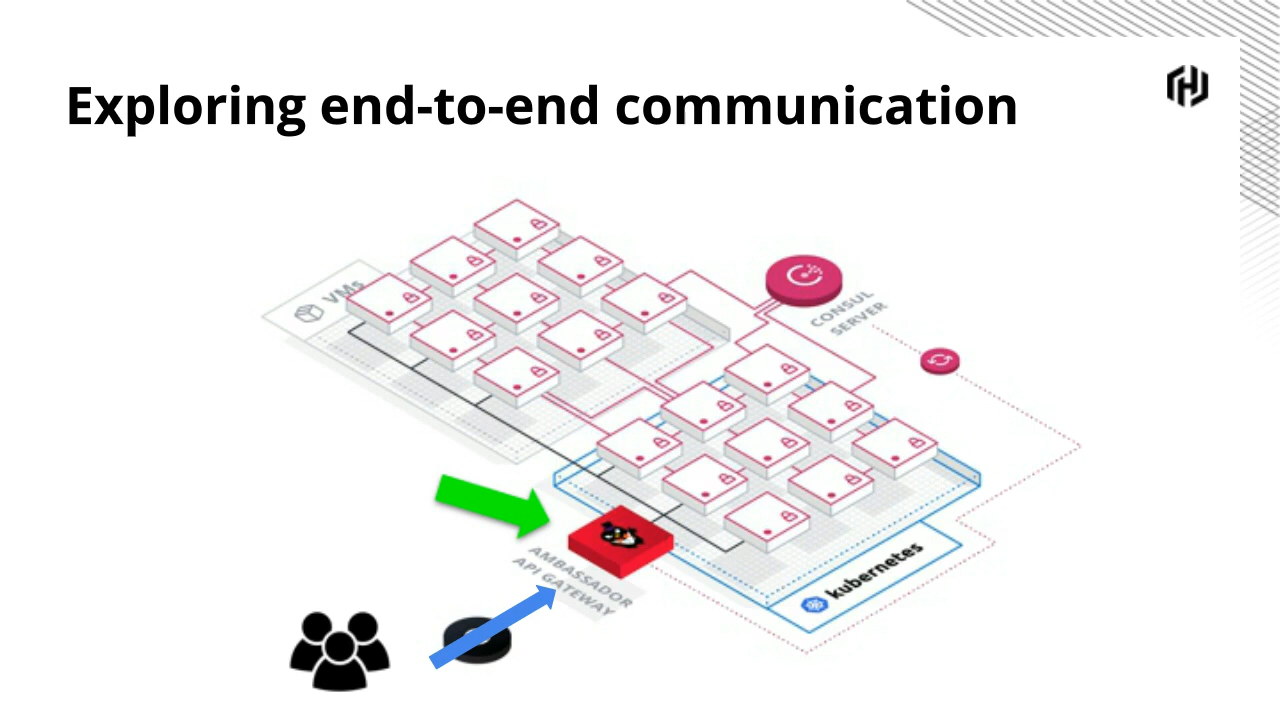 Exploring end-to-end communication
VMs
CONSUL
SERVER
AMBASSADOR
API GATEWAY
kubernetes